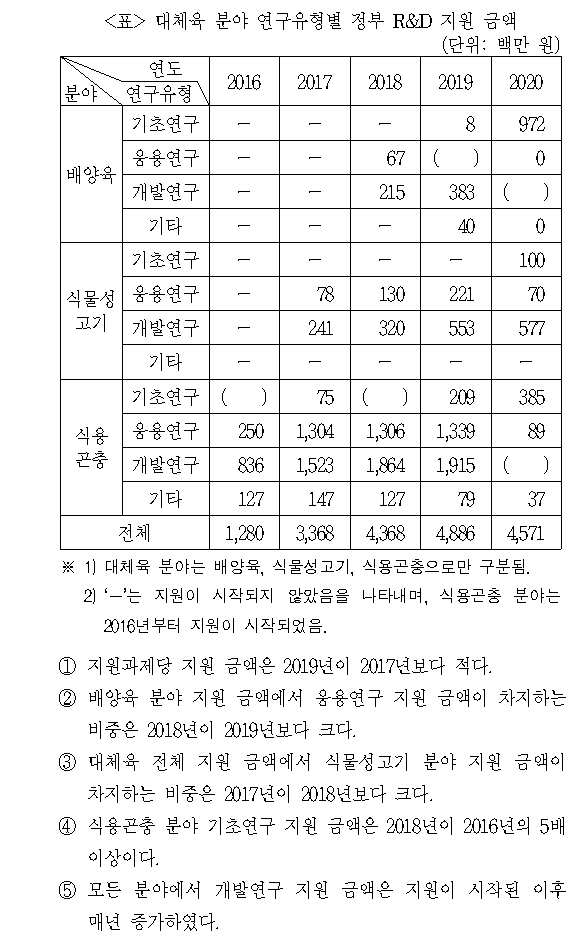 <표> 대체육 분야 연구유형별 정부 R&D 지원 금액
(단위: 백만 원)
연도
분야 연구유형 2016 2017 2018 2019 2020
배양육 기초연구 － － － 8 972
응용연구 － － 67 (  ) 0
개발연구 － － 215 383 (  )
기타 － － － 40 0
식물성고기 기초연구 － － － － 100
응용연구 － 78 130 221 70
개발연구 － 241 320 553 577
기타 － － － － －
식용곤충 기초연구 (  ) 75 (  ) 209 385
응용연구 250 1,304 1,306 1,339 89
개발연구 836 1,523 1,864 1,915 (  )
기타 127 147 127 79 37
전체 1,280 3,368 4,368 4,886 4,571
※ 1) 대체육 분야는 배양육, 식물성고기, 식용곤충으로만 구분됨.
2) ‘－’는 지원이 시작되지 않았음을 나타내며, 식용곤충 분야는
2016년부터 지원이 시작되었음.
① 지원과제당 지원 금액은 2019년이 2017년보다 적다.
② 배양육 분야 지원 금액에서 응용연구 지원 금액이 차지하는
비중은 2018년이 2019년보다 크다.
③ 대체육 전체 지원 금액에서 식물성고기 분야 지원 금액이
차지하는 비중은 2017년이 2018년보다 크다.
④ 식용곤충 분야 기초연구 지원 금액은 2018년이 2016년의 5배
이상이다.
⑤ 모든 분야에서 개발연구 지원 금액은 지원이 시작된 이후
매년 증가하였다.